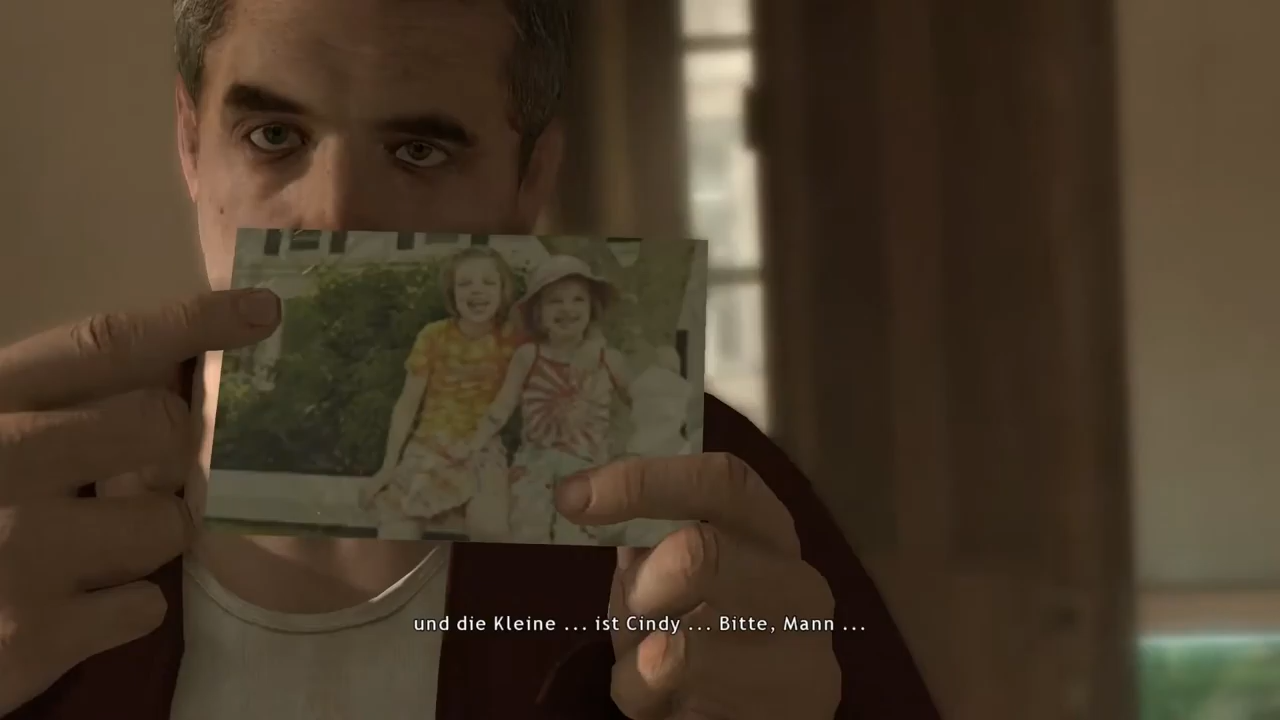 und die Kleine ... ist Cindy ... Bitte, Mann ...